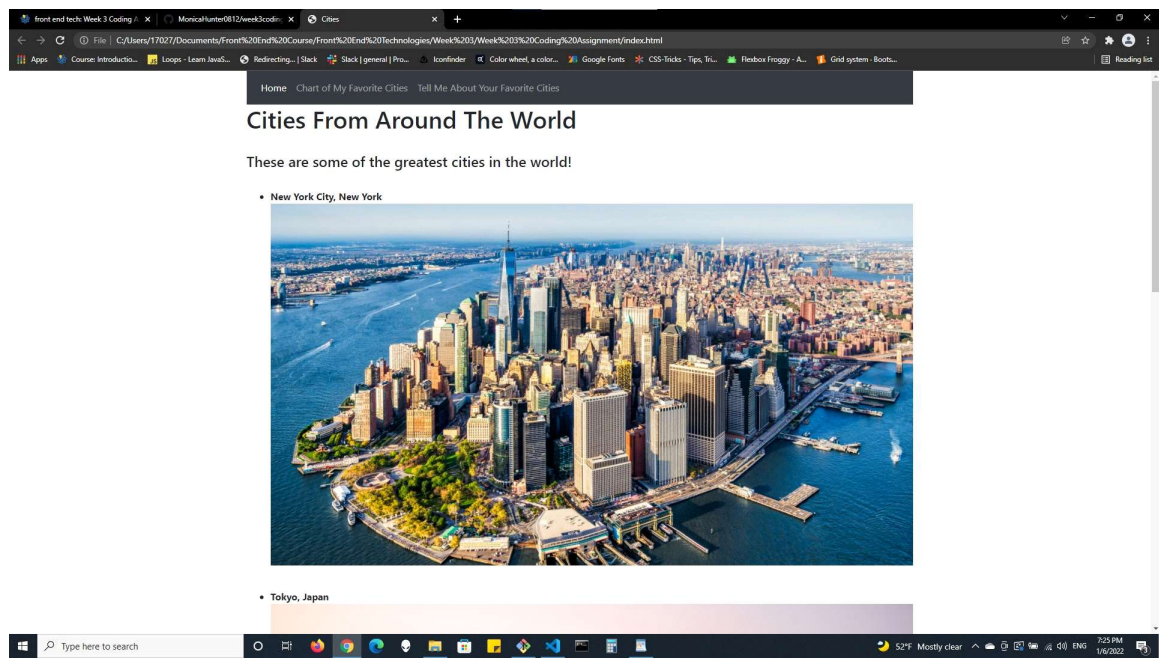 front end tech: Week 3 Coding A
MonicaHunter0812/week3coding
Cities
File
C:/Users/17027/Documents/Front%20End%20Course/Front%20End%20Technologies/Week%203/Week%203%20Coding%20Assignment/index.html
Apps
Course: Introductio...
Loops - Learn JavaS...
Redirecting... | Slack
Slack | general | Pro...
Iconfinder
Color wheel, a color...
Google Fonts
CSS-Tricks - Tips, Tri...
Flexbox Froggy - A...
Grid system · Boots...
Reading list
Home Chart of My Favorite Cities Tell Me About Your Favorite Cities
Cities From Around The World
These are some of the greatest cities in the world!
• New York City, New York
• Tokyo, Japan
Type here to search
52°F Mostly clear
ENG
7:25 PM
1/6/2022